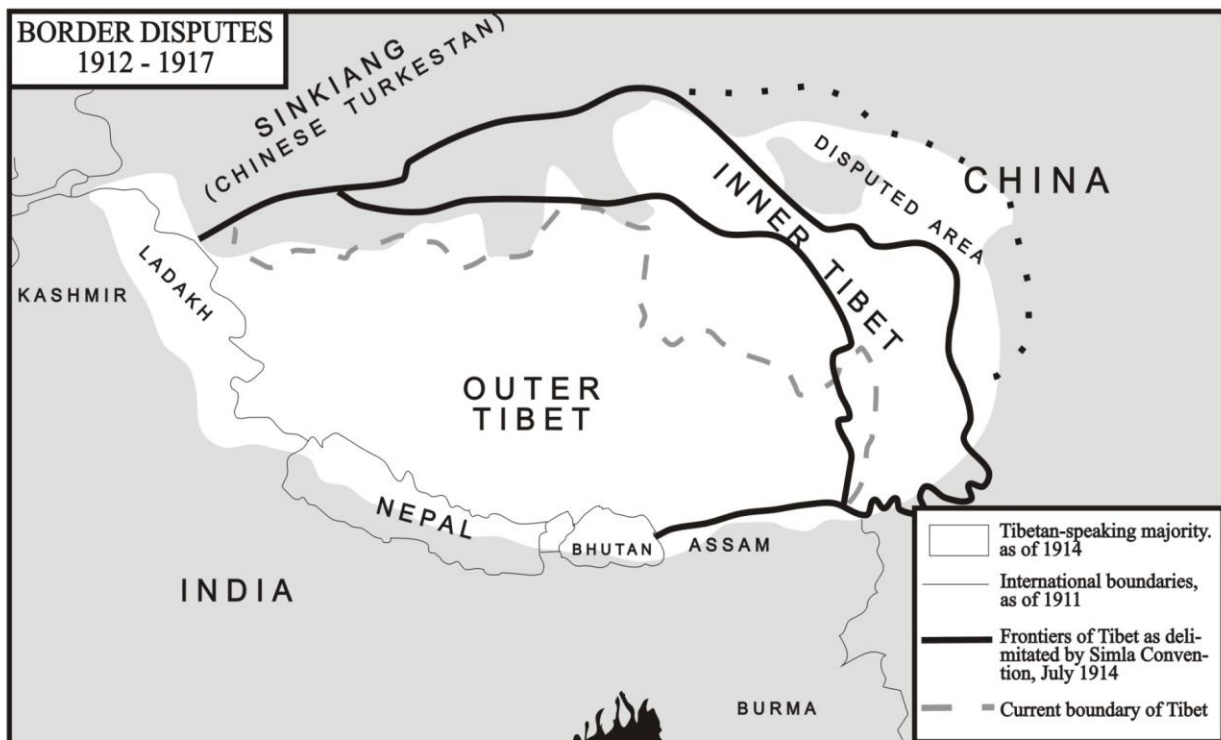 BORDER DISPUTES
1912 - 1917
SINKIANG
(CHINESE TURKESTAN)
DISPUTED AREA
CHINA
INNER TIBET
LADAKH
KASHMIR
OUTER
TIBET
NEPAL
BHUTAN
ASSAM
INDIA
BURMA
Tibetan-speaking majority.
as of 1914
International boundaries,
as of 1911
Frontiers of Tibet as deli-
mitated by Simla Conven-
tion, July 1914
Current boundary of Tibet